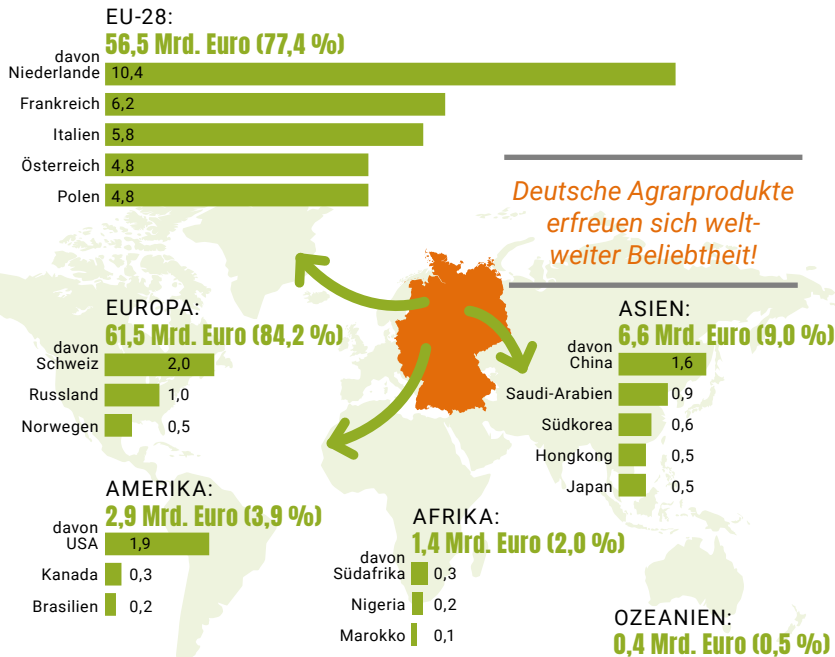 EU-28:
56,5 Mrd. Euro (77,4 %)
davon
Niederlande 10,4
Frankreich 6,2
Italien 5,8
Österreich 4,8
Polen 4,8
Deutsche Agrarprodukte
erfreuen sich welt-
weiter Beliebtheit!
EUROPA:
61,5 Mrd. Euro (84,2 %)
davon
Schweiz 2,0
Russland 1,0
Norwegen 0,5
ASIEN:
6,6 Mrd. Euro (9,0 %)
davon
China 1,6
Saudi-Arabien 0,9
Südkorea 0,6
Hongkong 0,5
Japan 0,5
AMERIKA:
2,9 Mrd. Euro (3,9 %)
davon
USA 1,9
Kanada 0,3
Brasilien 0,2
AFRIKA:
1,4 Mrd. Euro (2,0 %)
davon
Südafrika 0,3
Nigeria 0,2
Marokko 0,1
OZEANIEN:
0,4 Mrd. Euro (0,5 %)